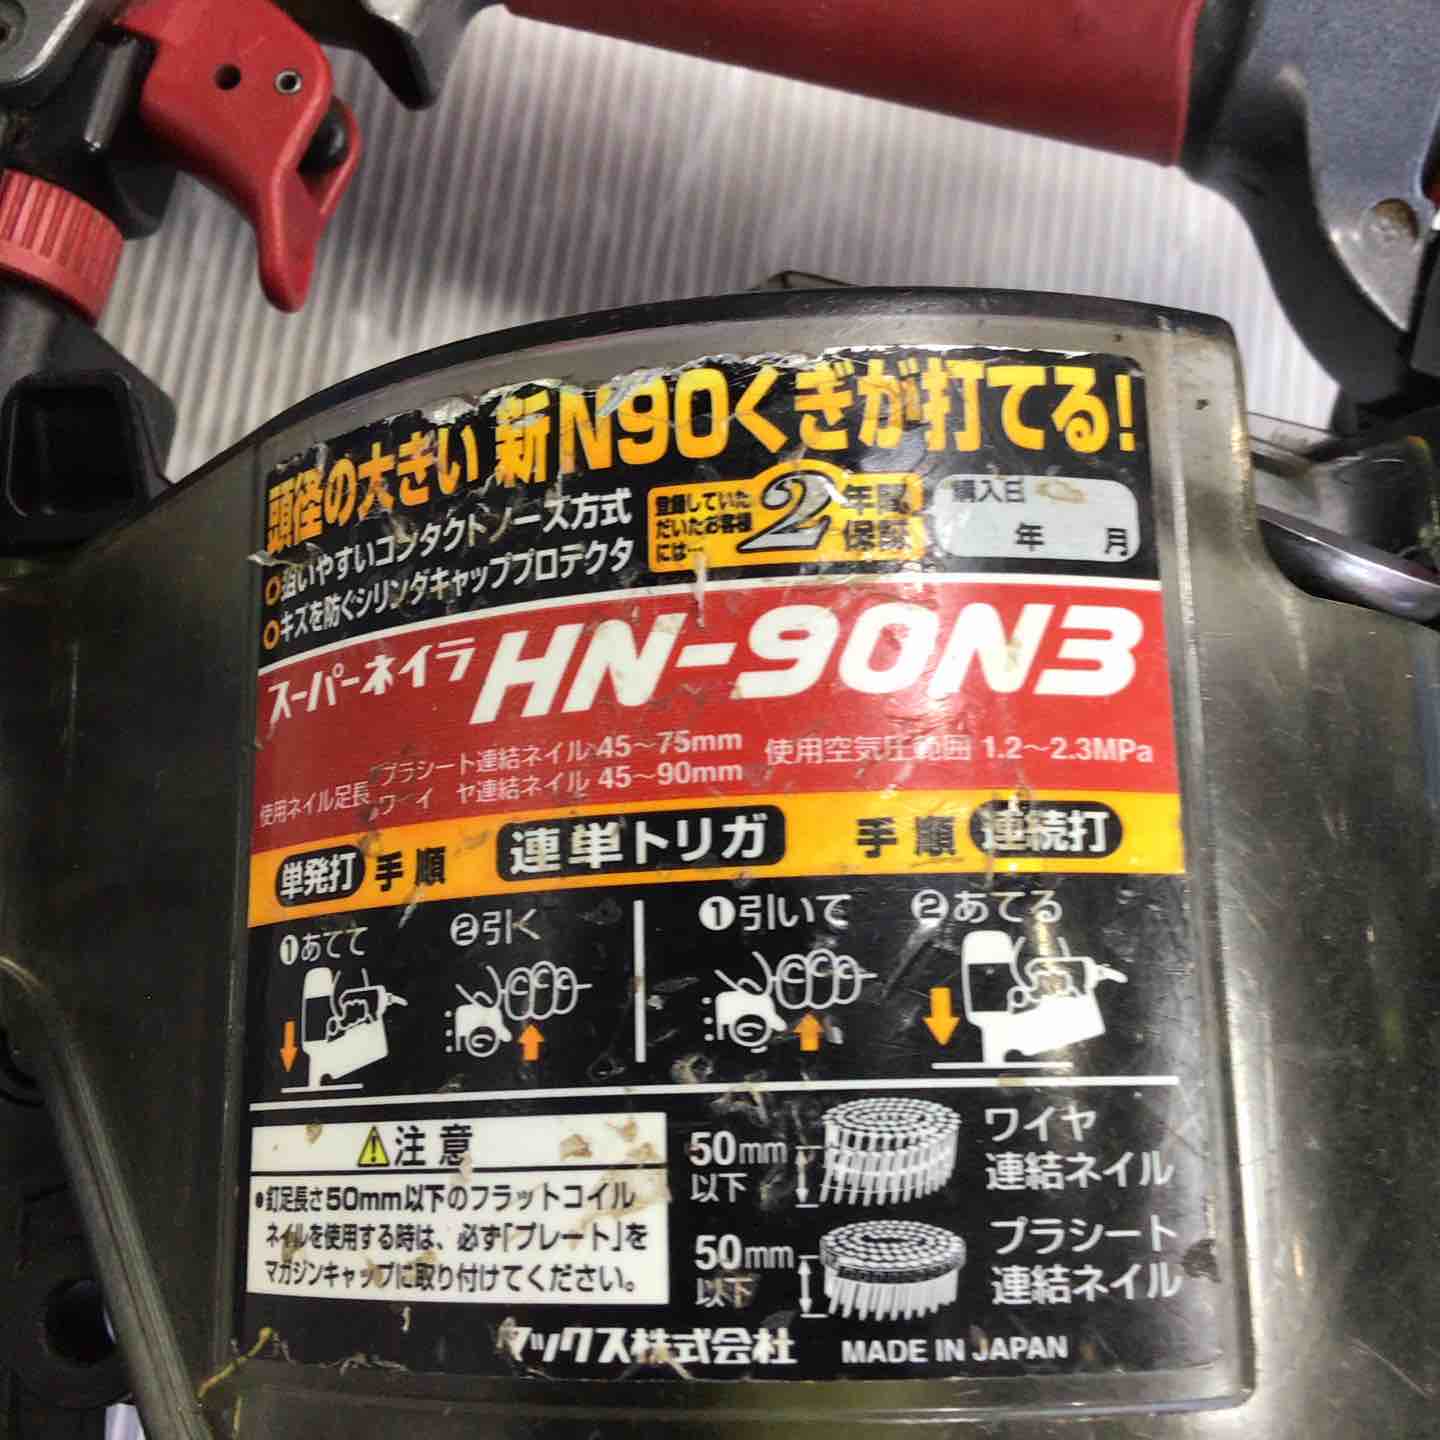 頭径の大きい 新N90くぎが打てる!
狙いやすいコンタクトノーズ方式
キズを防ぐシリンダキャッププロテクタ
登録していた
だいたお客様
には…
2年間
保証
購入日
年 月
スーパーネイラ HN-90N3
使用ネイル足長
プラシート連結ネイル 45～75mm
ワイヤ連結ネイル 45～90mm
使用空気圧範囲 1.2～2.3MPa
単発打 手順 連単トリガ 手順 連続打
①あてて ②引く ①引いて ②あてる
⚠注意
•釘足長さ50mm以下のフラットコイル
ネイルを使用する時は、必ず「プレート」を
マガジンキャップに取り付けてください。
50mm
以下
ワイヤ
連結ネイル
50mm
以下
プラシート
連結ネイル
マックス株式会社 MADE IN JAPAN